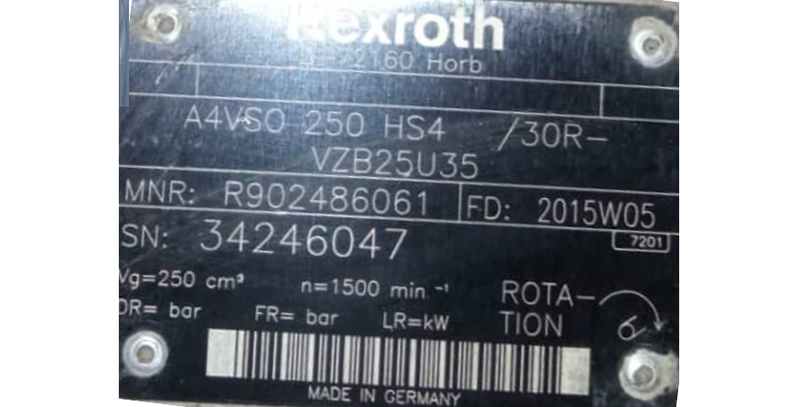 Rexroth
D-72160 Horb
A4VSO 250 HS4 /30R-
VZB25U35
MNR: R902486061 FD: 2015W05
SN: 34246047 7201
Vg=250 cm³ n=1500 min⁻¹ ROTA-
DR= bar FR= bar LR=kW TION
MADE IN GERMANY